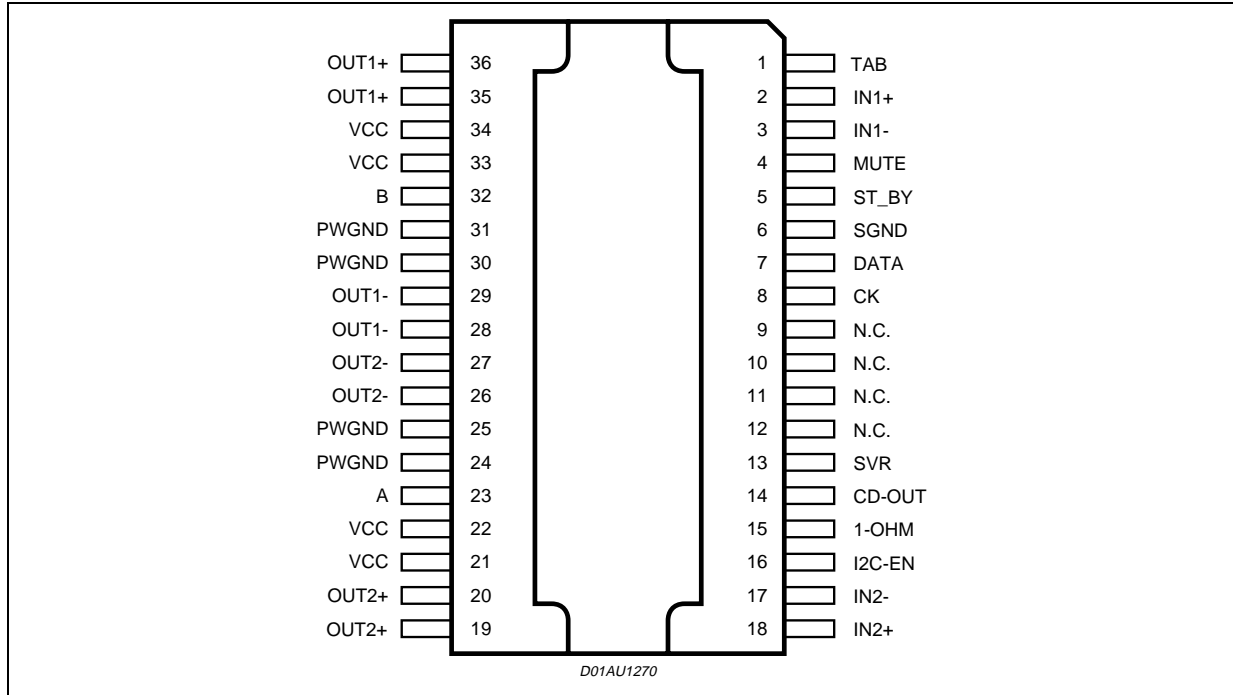 OUT1+ 36 1 TAB
OUT1+ 35 2 IN1+
VCC 34 3 IN1-
VCC 33 4 MUTE
B 32 5 ST_BY
PWGND 31 6 SGND
PWGND 30 7 DATA
OUT1- 29 8 CK
OUT1- 28 9 N.C.
OUT2- 27 10 N.C.
OUT2- 26 11 N.C.
PWGND 25 12 N.C.
PWGND 24 13 SVR
A 23 14 CD-OUT
VCC 22 15 1-OHM
VCC 21 16 I2C-EN
OUT2+ 20 17 IN2-
OUT2+ 19 18 IN2+
D01AU1270